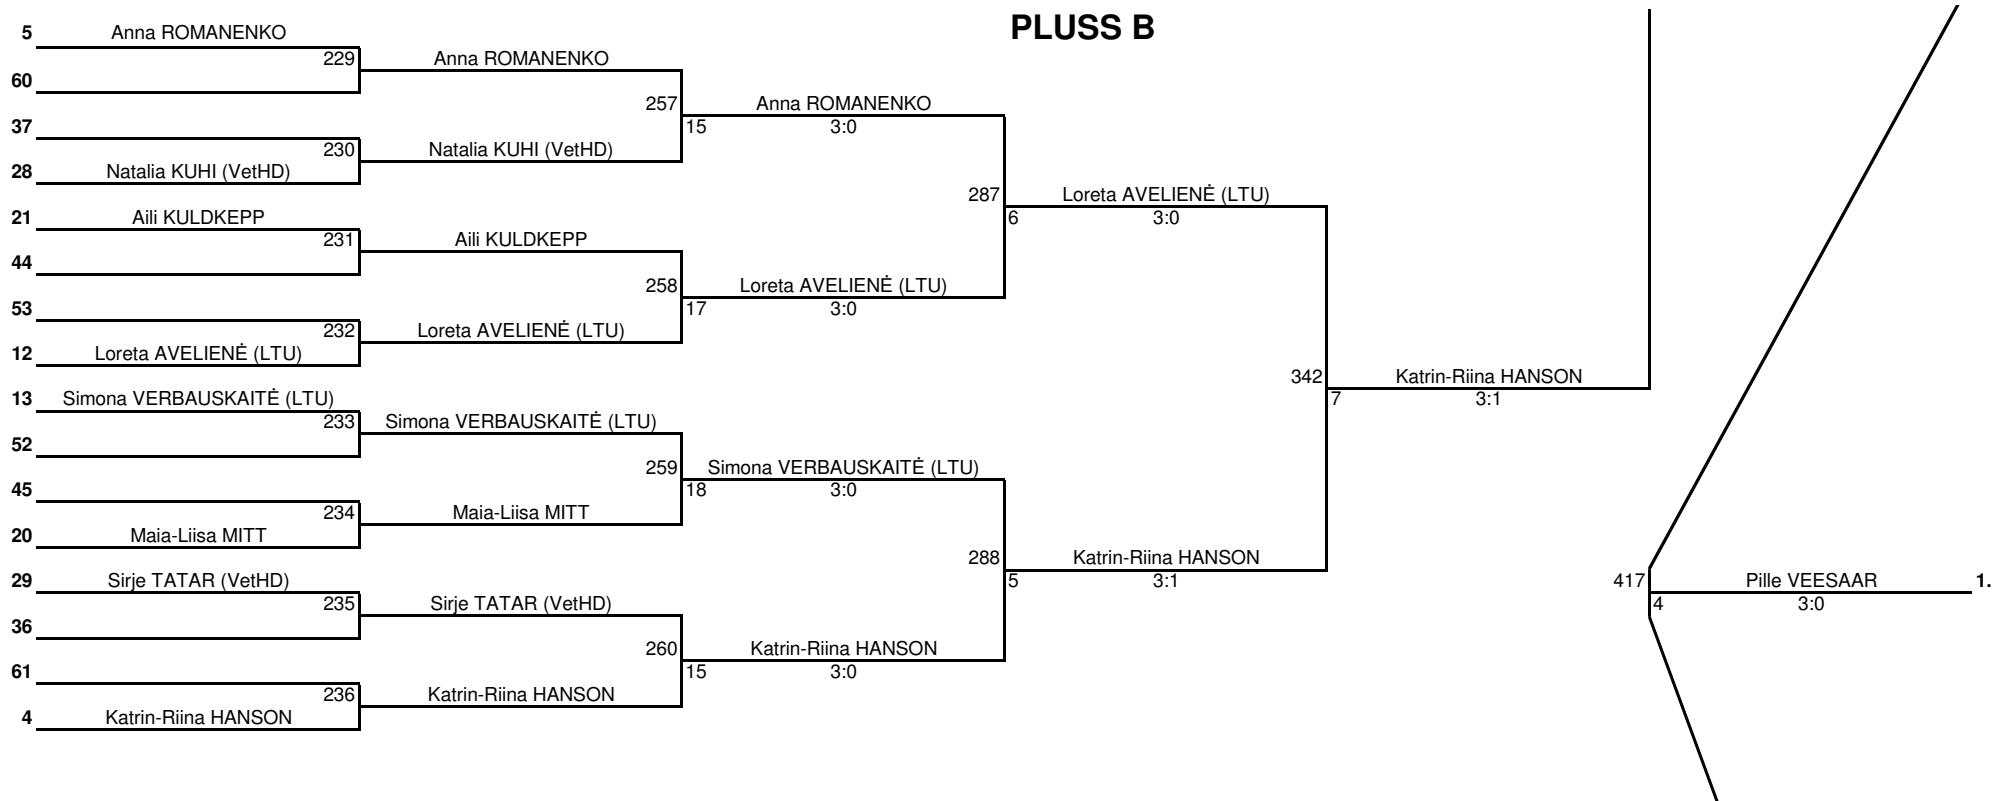 PLUSS B
5 Anna ROMANENKO
229 Anna ROMANENKO
60
257 Anna ROMANENKO
37 15 3:0
230 Natalia KUHI (VetHD)
28 Natalia KUHI (VetHD)
287 Loreta AVELIENĖ (LTU)
21 Aili KULDKEPP 6 3:0
231 Aili KULDKEPP
44
258 Loreta AVELIENĖ (LTU)
53 17 3:0
232 Loreta AVELIENĖ (LTU)
12 Loreta AVELIENĖ (LTU)
342 Katrin-Riina HANSON
13 Simona VERBAUSKAITĖ (LTU) 7 3:1
233 Simona VERBAUSKAITĖ (LTU)
52
259 Simona VERBAUSKAITĖ (LTU)
45 18 3:0
234 Maia-Liisa MITT
20 Maia-Liisa MITT
288 Katrin-Riina HANSON
29 Sirje TATAR (VetHD) 5 3:1 417 Pille VEESAAR 1.
235 Sirje TATAR (VetHD) 4 3:0
36
260 Katrin-Riina HANSON
61 15 3:0
236 Katrin-Riina HANSON
4 Katrin-Riina HANSON